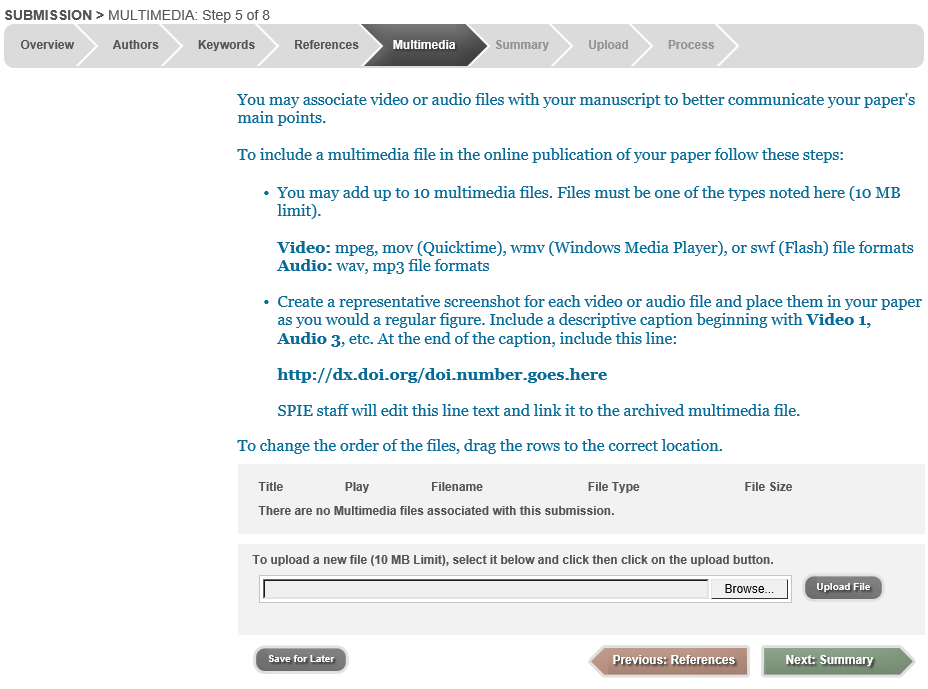 SUBMISSION > MULTIMEDIA: Step 5 of 8
Overview Authors Keywords References Multimedia Summary Upload Process
You may associate video or audio files with your manuscript to better communicate your paper's
main points.
To include a multimedia file in the online publication of your paper follow these steps:
• You may add up to 10 multimedia files. Files must be one of the types noted here (10 MB
limit).
Video: mpeg, mov (Quicktime), wmv (Windows Media Player), or swf (Flash) file formats
Audio: wav, mp3 file formats
• Create a representative screenshot for each video or audio file and place them in your paper
as you would a regular figure. Include a descriptive caption beginning with Video 1,
Audio 3, etc. At the end of the caption, include this line:
http://dx.doi.org/doi.number.goes.here
SPIE staff will edit this line text and link it to the archived multimedia file.
To change the order of the files, drag the rows to the correct location.
Title Play Filename File Type File Size
There are no Multimedia files associated with this submission.
To upload a new file (10 MB Limit), select it below and click then click on the upload button.
Browse... Upload File
Save for Later Previous: References Next: Summary